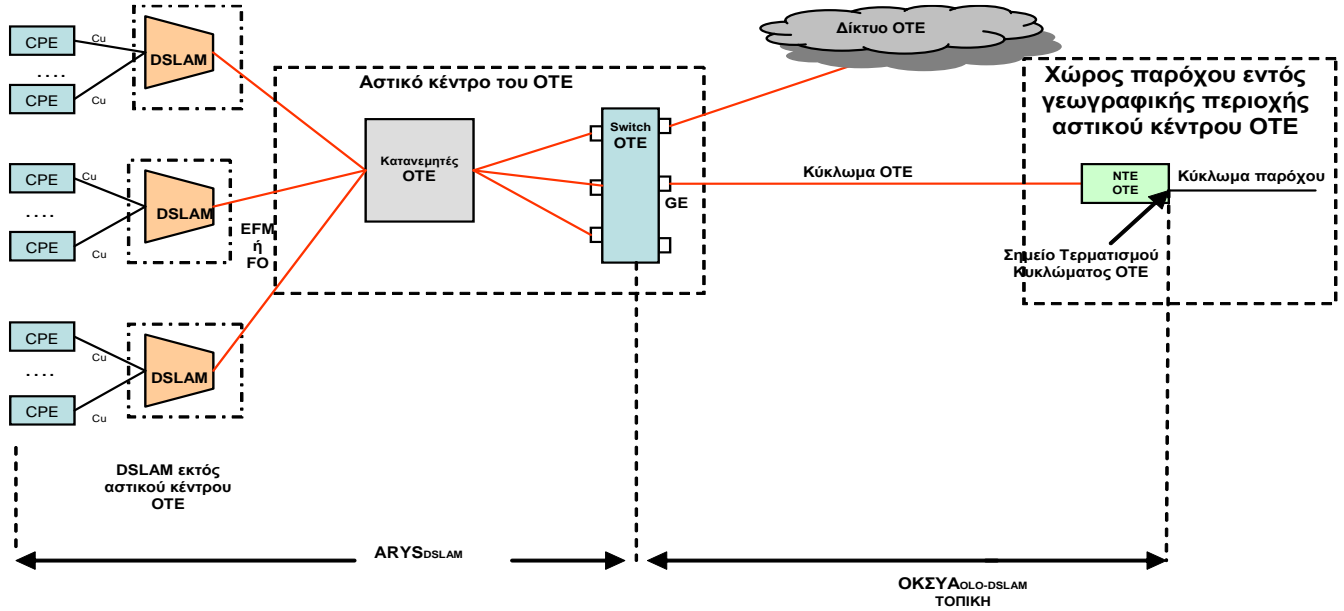 CPE
Cu
....
CPE
Cu
DSLAM
Αστικό κέντρο του ΟΤΕ
Δίκτυο ΟΤΕ
Χώρος παρόχου εντός
γεωγραφικής περιοχής
αστικού κέντρου ΟΤΕ
Κατανεμητές
ΟΤΕ
Switch
ΟΤΕ
GE
Κύκλωμα ΟΤΕ
NTE
ΟΤΕ
Κύκλωμα παρόχου
Σημείο Τερματισμού
Κυκλώματος ΟΤΕ
CPE
Cu
....
CPE
Cu
DSLAM
EFM
ή
FO
CPE
Cu
....
CPE
Cu
DSLAM
DSLAM εκτός
αστικού κέντρου
ΟΤΕ
ARYSDSLAM
ΟΚΣΥΑOLO-DSLAM
ΤΟΠΙΚΗ